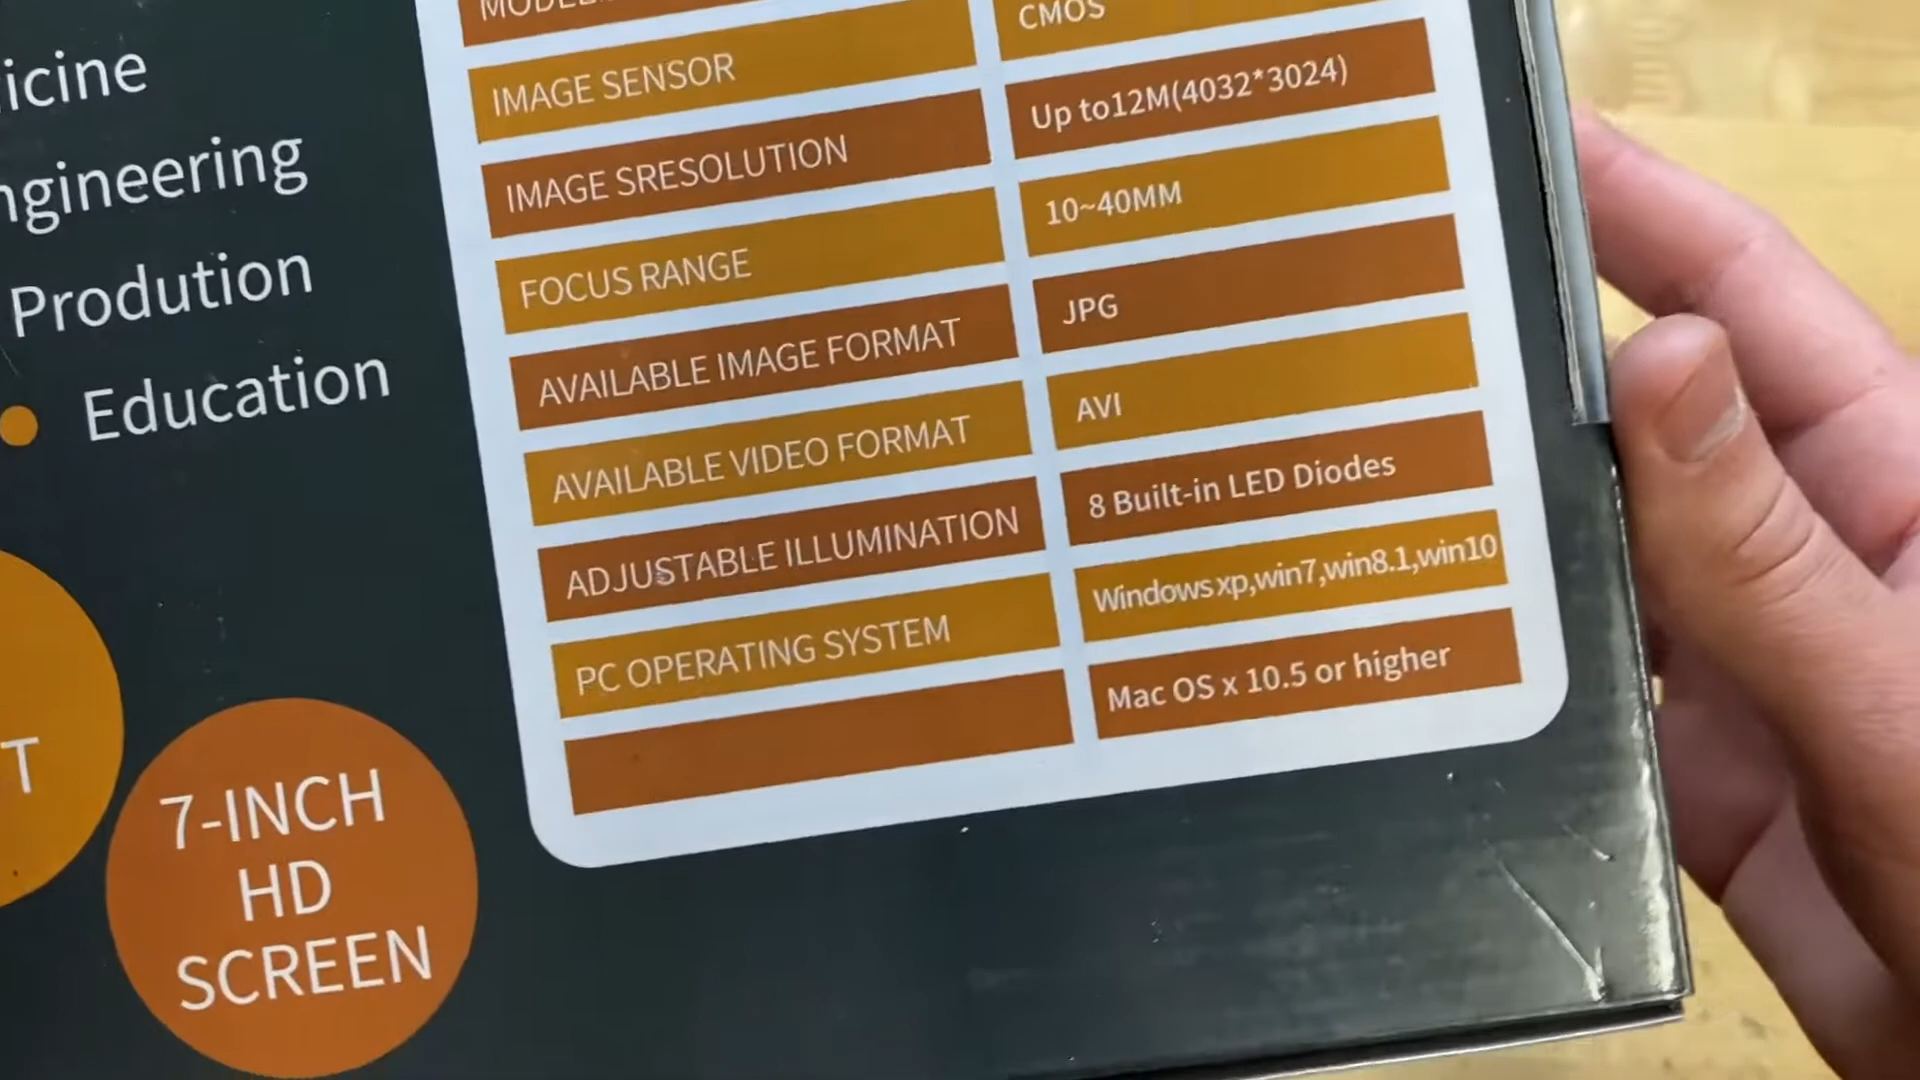 MODEL
IMAGE SENSOR CMOS
IMAGE SRESOLUTION Up to12M(4032*3024)
FOCUS RANGE 10~40MM
AVAILABLE IMAGE FORMAT JPG
AVAILABLE VIDEO FORMAT AVI
ADJUSTABLE ILLUMINATION 8 Built-in LED Diodes
PC OPERATING SYSTEM Windows xp,win7,win8.1,win10
Mac OS x 10.5 or higher
icine
ngineering
Prodution
Education
T
7-INCH
HD
SCREEN